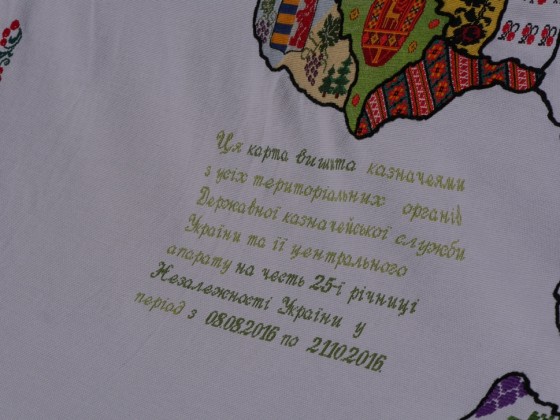 Ця карта вишита казначеями
з усіх територіальних органів
Державної казначейської служби
України та її центрального
апарату на честь 25-ї річниці
Незалежності України у
період з 08.08.2016 по 21.10.2016.